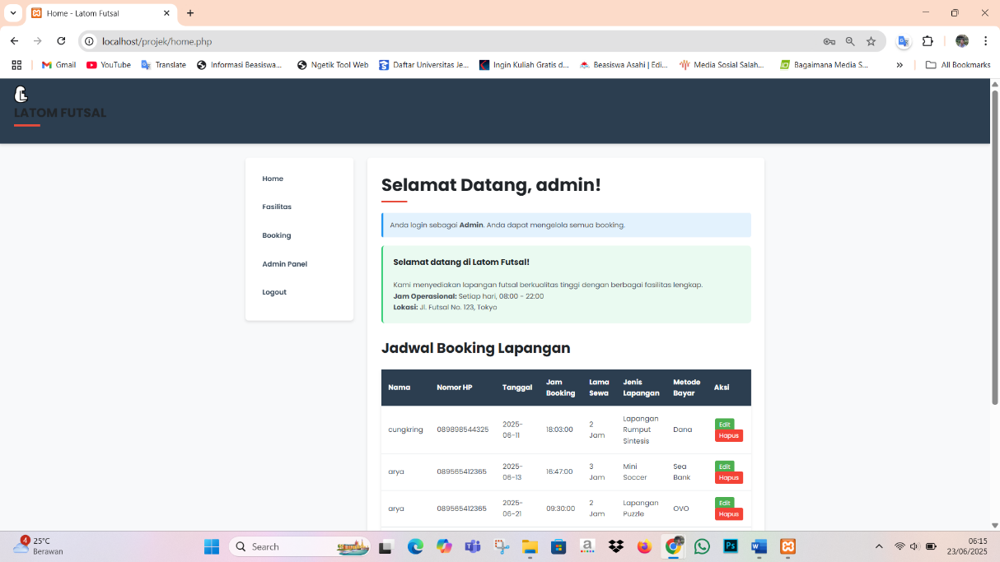 Home - Latom Futsal
localhost/projek/home.php
Gmail
YouTube
Translate
Informasi Beasiswa...
Ngetik Tool Web
Daftar Universitas Je...
Ingin Kuliah Gratis d...
Beasiswa Asahi | Edi...
Media Sosial Salah...
Bagaimana Media S...
»
All Bookmarks
LATOM FUTSAL
Home
Fasilitas
Booking
Admin Panel
Logout
Selamat Datang, admin!
Anda login sebagai Admin. Anda dapat mengelola semua booking.
Selamat datang di Latom Futsal!
Kami menyediakan lapangan futsal berkualitas tinggi dengan berbagai fasilitas lengkap.
Jam Operasional: Setiap hari, 08:00 - 22:00
Lokasi: Jl. Futsal No. 123, Tokyo
Jadwal Booking Lapangan
Nama Nomor HP Tanggal Jam Booking Lama Sewa Jenis Lapangan Metode Bayar Aksi
cungkring 089898544325 2025-06-11 18:03:00 2 Jam Lapangan Rumput Sintesis Dana Edit Hapus
arya 089565412365 2025-06-13 16:47:00 3 Jam Mini Soccer Sea Bank Edit Hapus
arya 089565412365 2025-06-21 09:30:00 2 Jam Lapangan Puzzle OVO Edit Hapus
4
25°C
Berawan
Search
06:15
23/06/2025